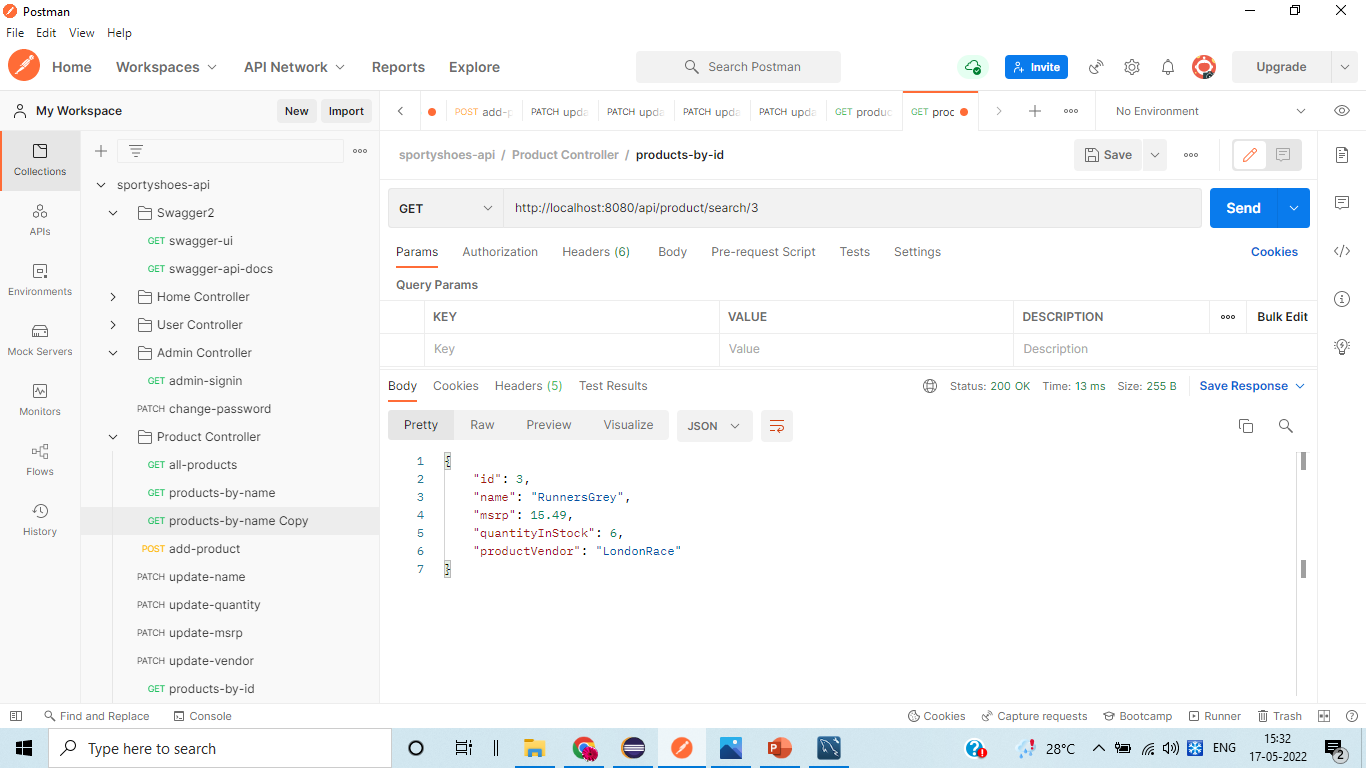 Postman
File Edit View Help
Home Workspaces API Network Reports Explore Search Postman Invite Upgrade
My Workspace New Import
POST add-p PATCH upda PATCH upda PATCH upda PATCH upda GET produc GET proc No Environment
Collections
APIs
Environments
Mock Servers
Monitors
Flows
History
sportyshoes-api
Swagger2
GET swagger-ui
GET swagger-api-docs
Home Controller
User Controller
Admin Controller
GET admin-signin
PATCH change-password
Product Controller
GET all-products
GET products-by-name
GET products-by-name Copy
POST add-product
PATCH update-name
PATCH update-quantity
PATCH update-msrp
PATCH update-vendor
GET products-by-id
sportyshoes-api / Product Controller / products-by-id Save
GET http://localhost:8080/api/product/search/3 Send
Params Authorization Headers (6) Body Pre-request Script Tests Settings Cookies
Query Params
KEY VALUE DESCRIPTION Bulk Edit
Key Value Description
Body Cookies Headers (5) Test Results Status: 200 OK Time: 13 ms Size: 255 B Save Response
Pretty Raw Preview Visualize JSON
1 {
2 "id": 3,
3 "name": "RunnersGrey",
4 "msrp": 15.49,
5 "quantityInStock": 6,
6 "productVendor": "LondonRace"
7 }
Find and Replace Console Cookies Capture requests Bootcamp Runner Trash
Type here to search 28°C ENG 15:32
17-05-2022 2